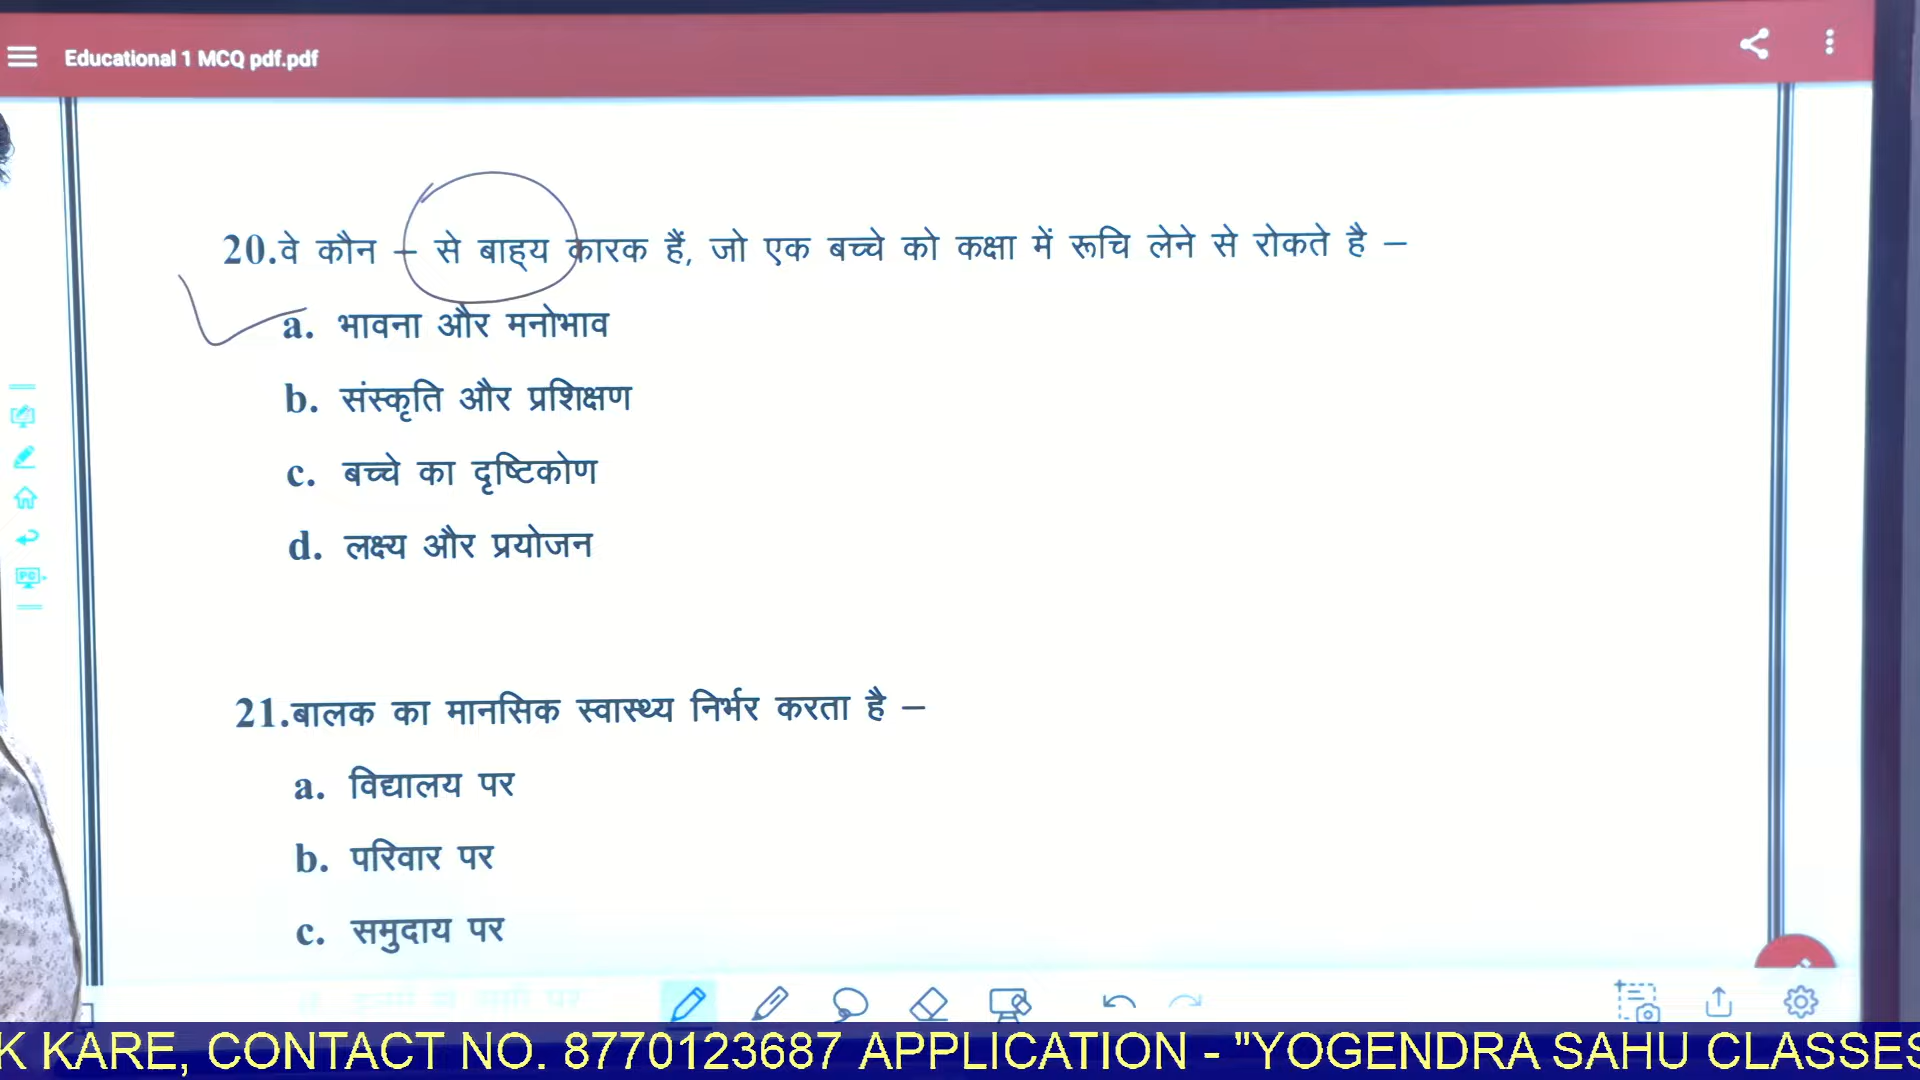 Educational 1 MCQ pdf.pdf
20.वे कौन – से बाह्य कारक हैं, जो एक बच्चे को कक्षा में रूचि लेने से रोकते है –
a. भावना और मनोभाव
b. संस्कृति और प्रशिक्षण
c. बच्चे का दृष्टिकोण
d. लक्ष्य और प्रयोजन
21.बालक का मानसिक स्वास्थ्य निर्भर करता है –
a. विद्यालय पर
b. परिवार पर
c. समुदाय पर
PC
K KARE, CONTACT NO. 8770123687 APPLICATION - "YOGENDRA SAHU CLASSES